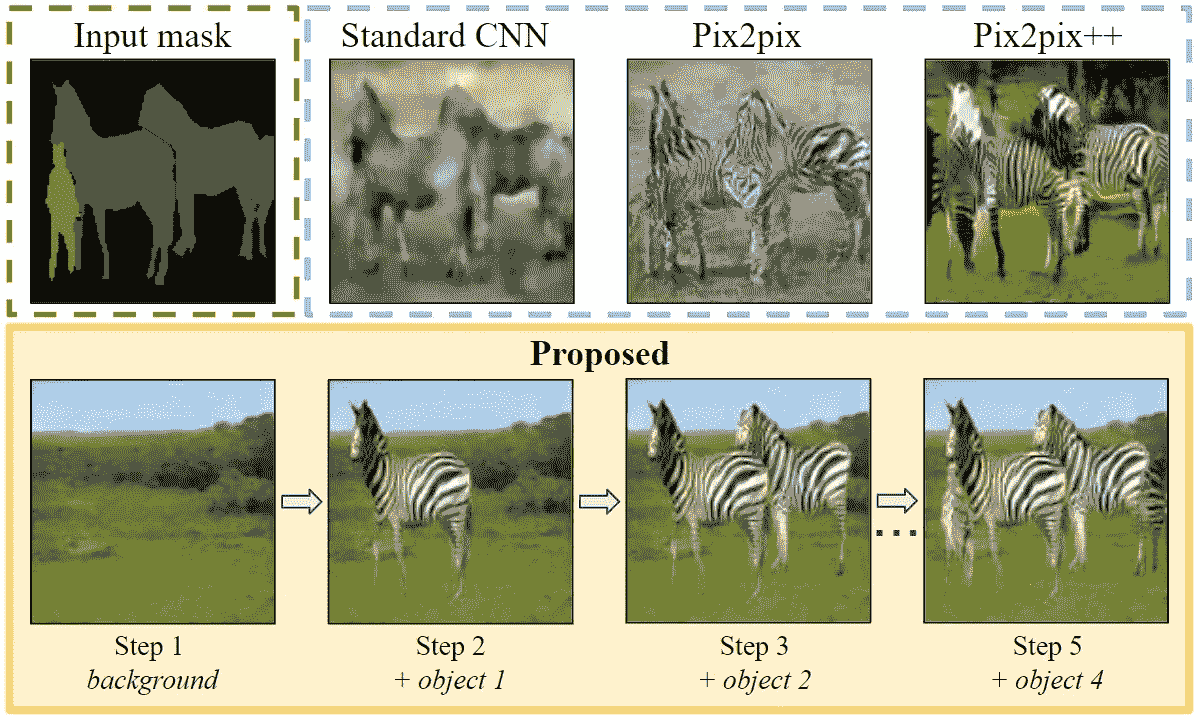 Input mask
Standard CNN
Pix2pix
Pix2pix++
Proposed
Step 1
background
Step 2
+ object 1
Step 3
+ object 2
...
Step 5
+ object 4